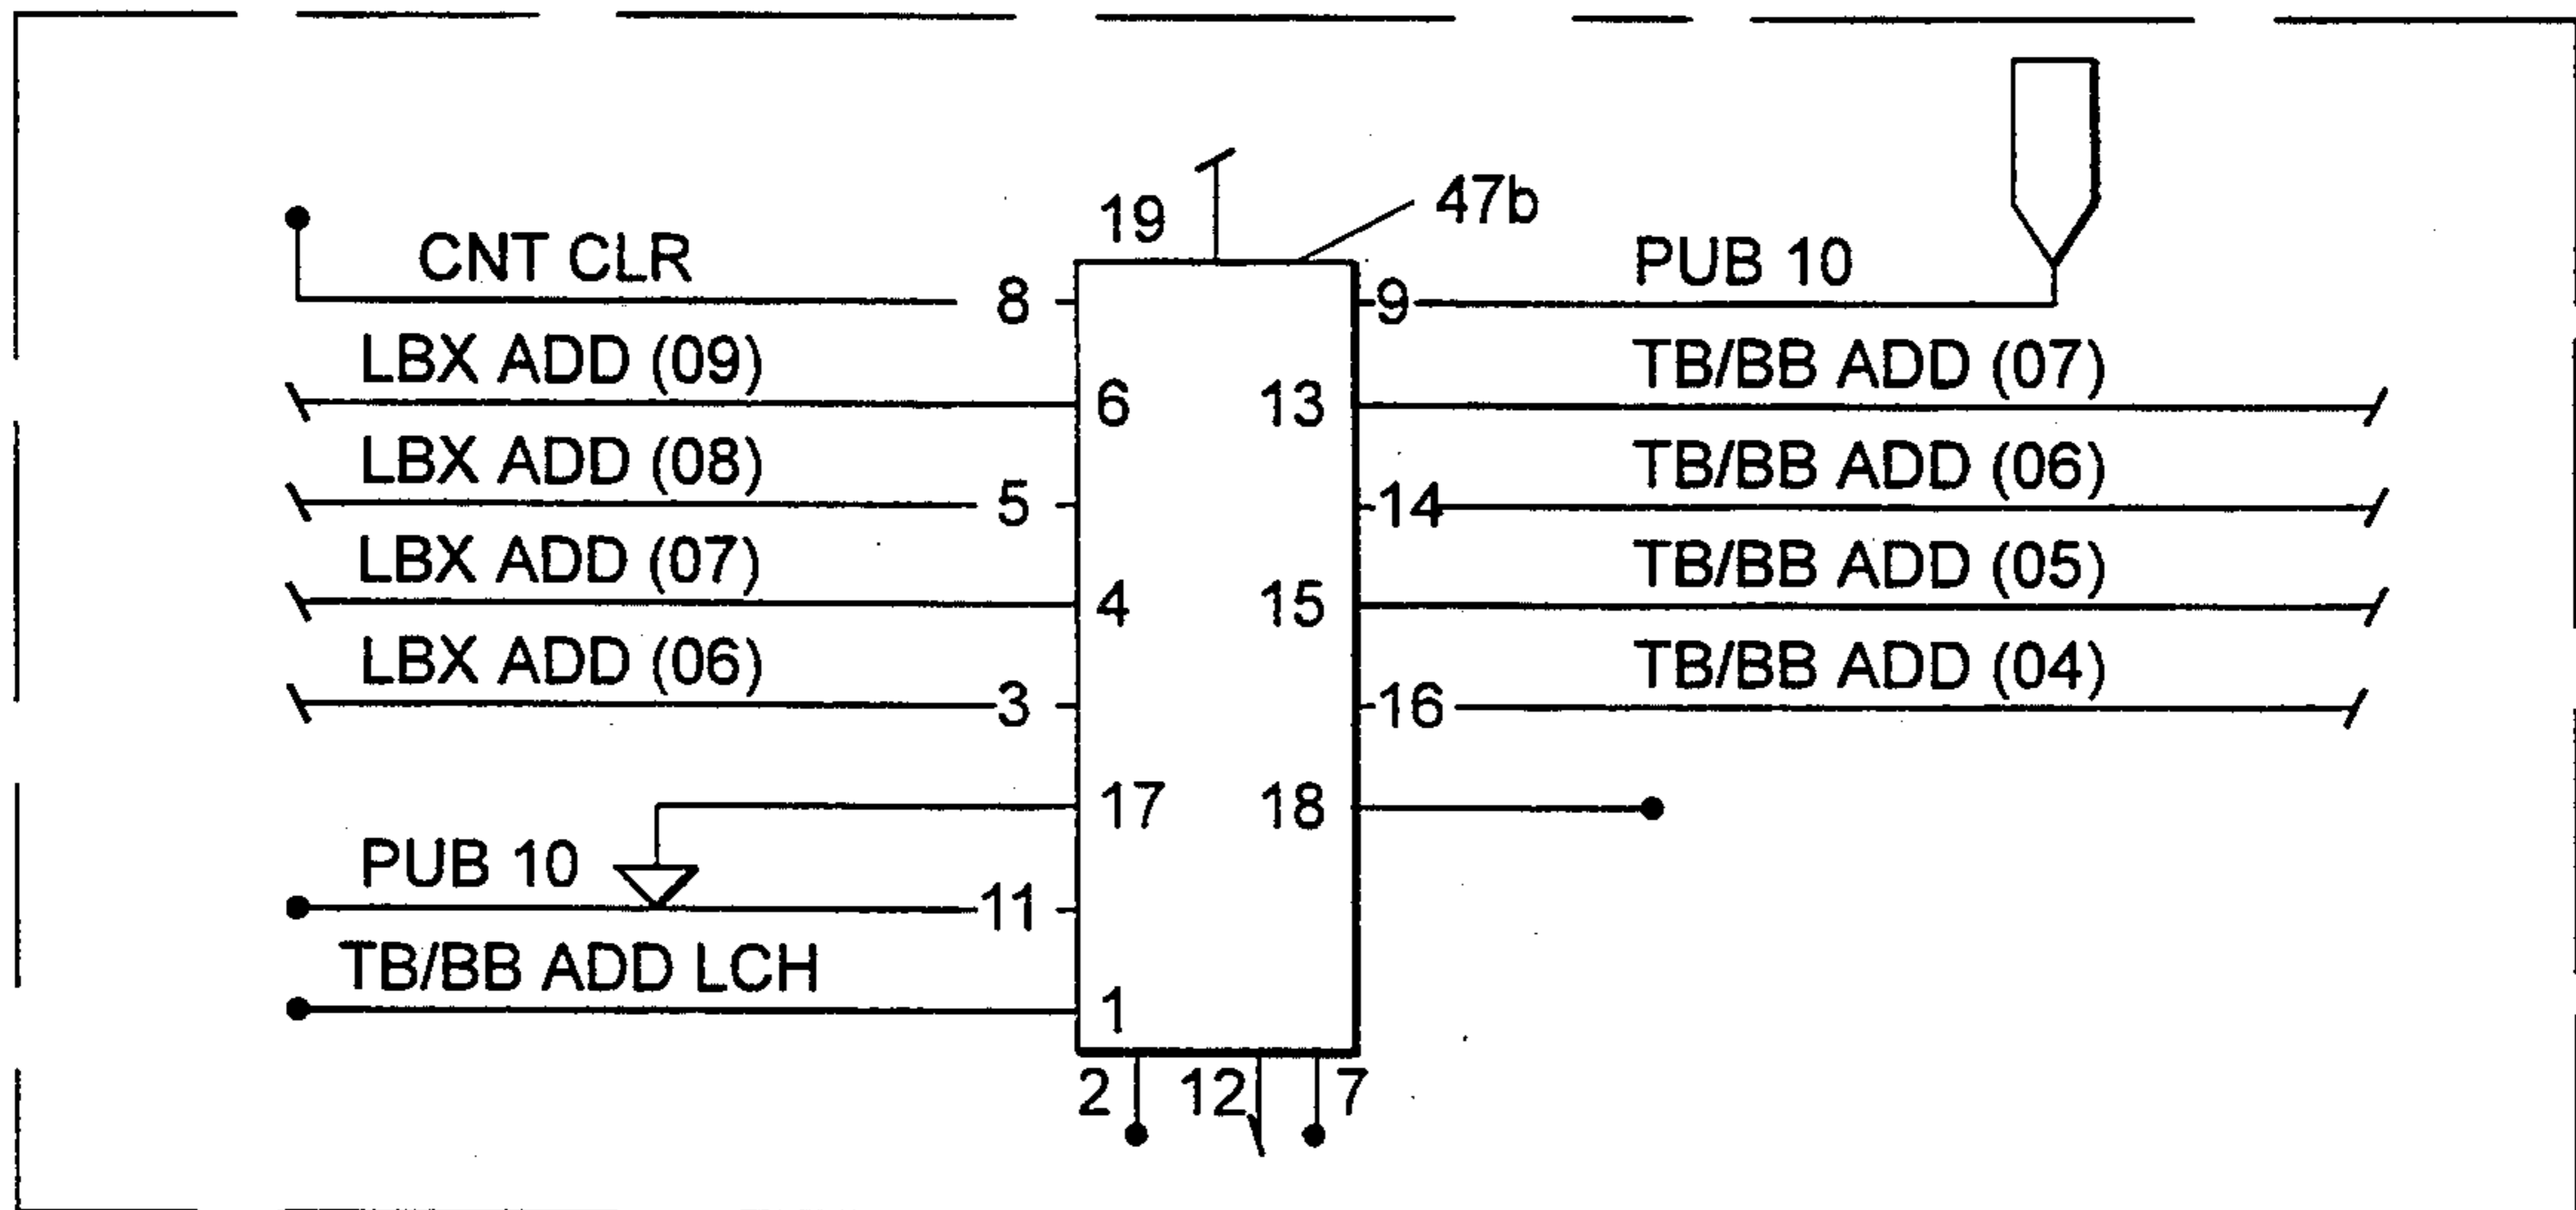 19 47b
CNT CLR 8 9 PUB 10
LBX ADD (09) 6 13 TB/BB ADD (07)
LBX ADD (08) 5 14 TB/BB ADD (06)
LBX ADD (07) 4 15 TB/BB ADD (05)
LBX ADD (06) 3 16 TB/BB ADD (04)
17 18
PUB 10 11
TB/BB ADD LCH 1
2 12 7